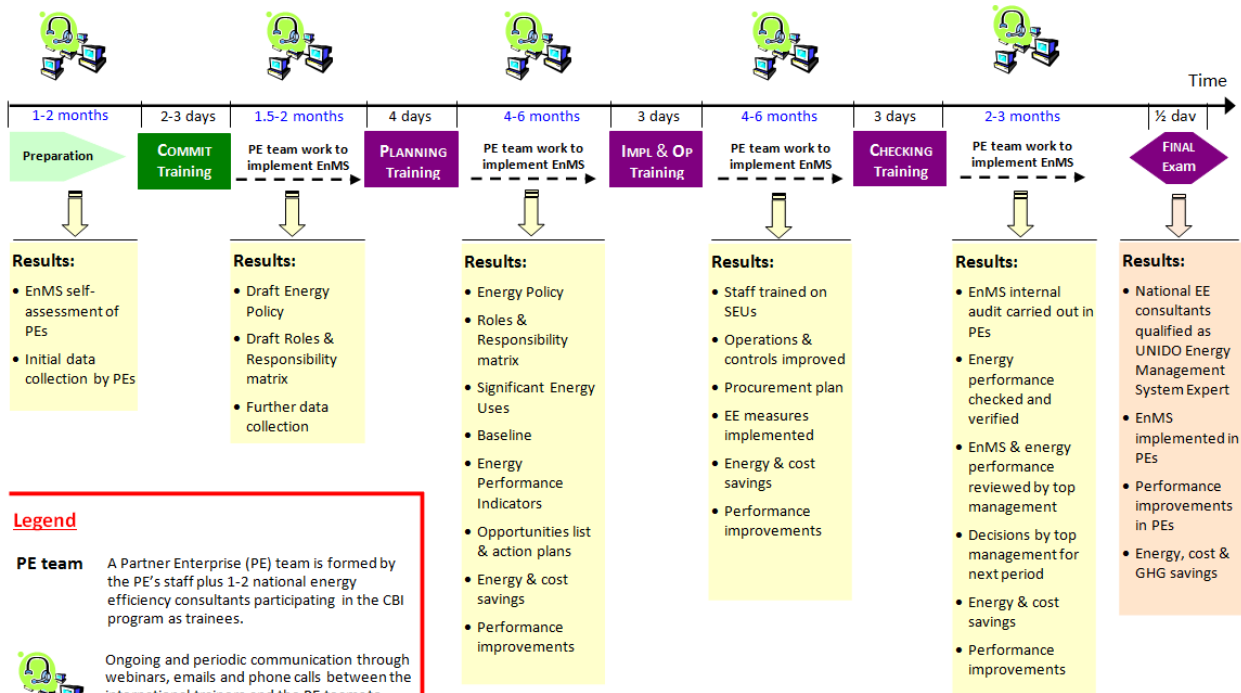 Time
1-2 months
2-3 days
1.5-2 months
4 days
4-6 months
3 days
4-6 months
3 days
2-3 months
½ day
Preparation
COMMIT
Training
PE team work to
implement EnMS
PLANNING
Training
PE team work to
implement EnMS
IMPL & OP
Training
PE team work to
implement EnMS
CHECKING
Training
PE team work to
implement EnMS
FINAL
Exam
Results:
• EnMS self-
assessment of
PEs
• Initial data
collection by PEs
Results:
• Draft Energy
Policy
• Draft Roles &
Responsibility
matrix
• Further data
collection
Results:
• Energy Policy
• Roles &
Responsibility
matrix
• Significant Energy
Uses
• Baseline
• Energy
Performance
Indicators
• Opportunities list
& action plans
• Energy & cost
savings
• Performance
improvements
Results:
• Staff trained on
SEUs
• Operations &
controls improved
• Procurement plan
• EE measures
implemented
• Energy & cost
savings
• Performance
improvements
Results:
• EnMS internal
audit carried out in
PEs
• Energy
performance
checked and
verified
• EnMS & energy
performance
reviewed by top
management
• Decisions by top
management for
next period
• Energy & cost
savings
• Performance
improvements
Results:
• National EE
consultants
qualified as
UNIDO Energy
Management
System Expert
• EnMS
implemented in
PEs
• Performance
improvements
in PEs
• Energy, cost &
GHG savings
Legend
PE team
A Partner Enterprise (PE) team is formed by
the PE's staff plus 1-2 national energy
efficiency consultants participating in the CBI
program as trainees.
Ongoing and periodic communication through
webinars, emails and phone calls between the
international trainers and the PE teams to